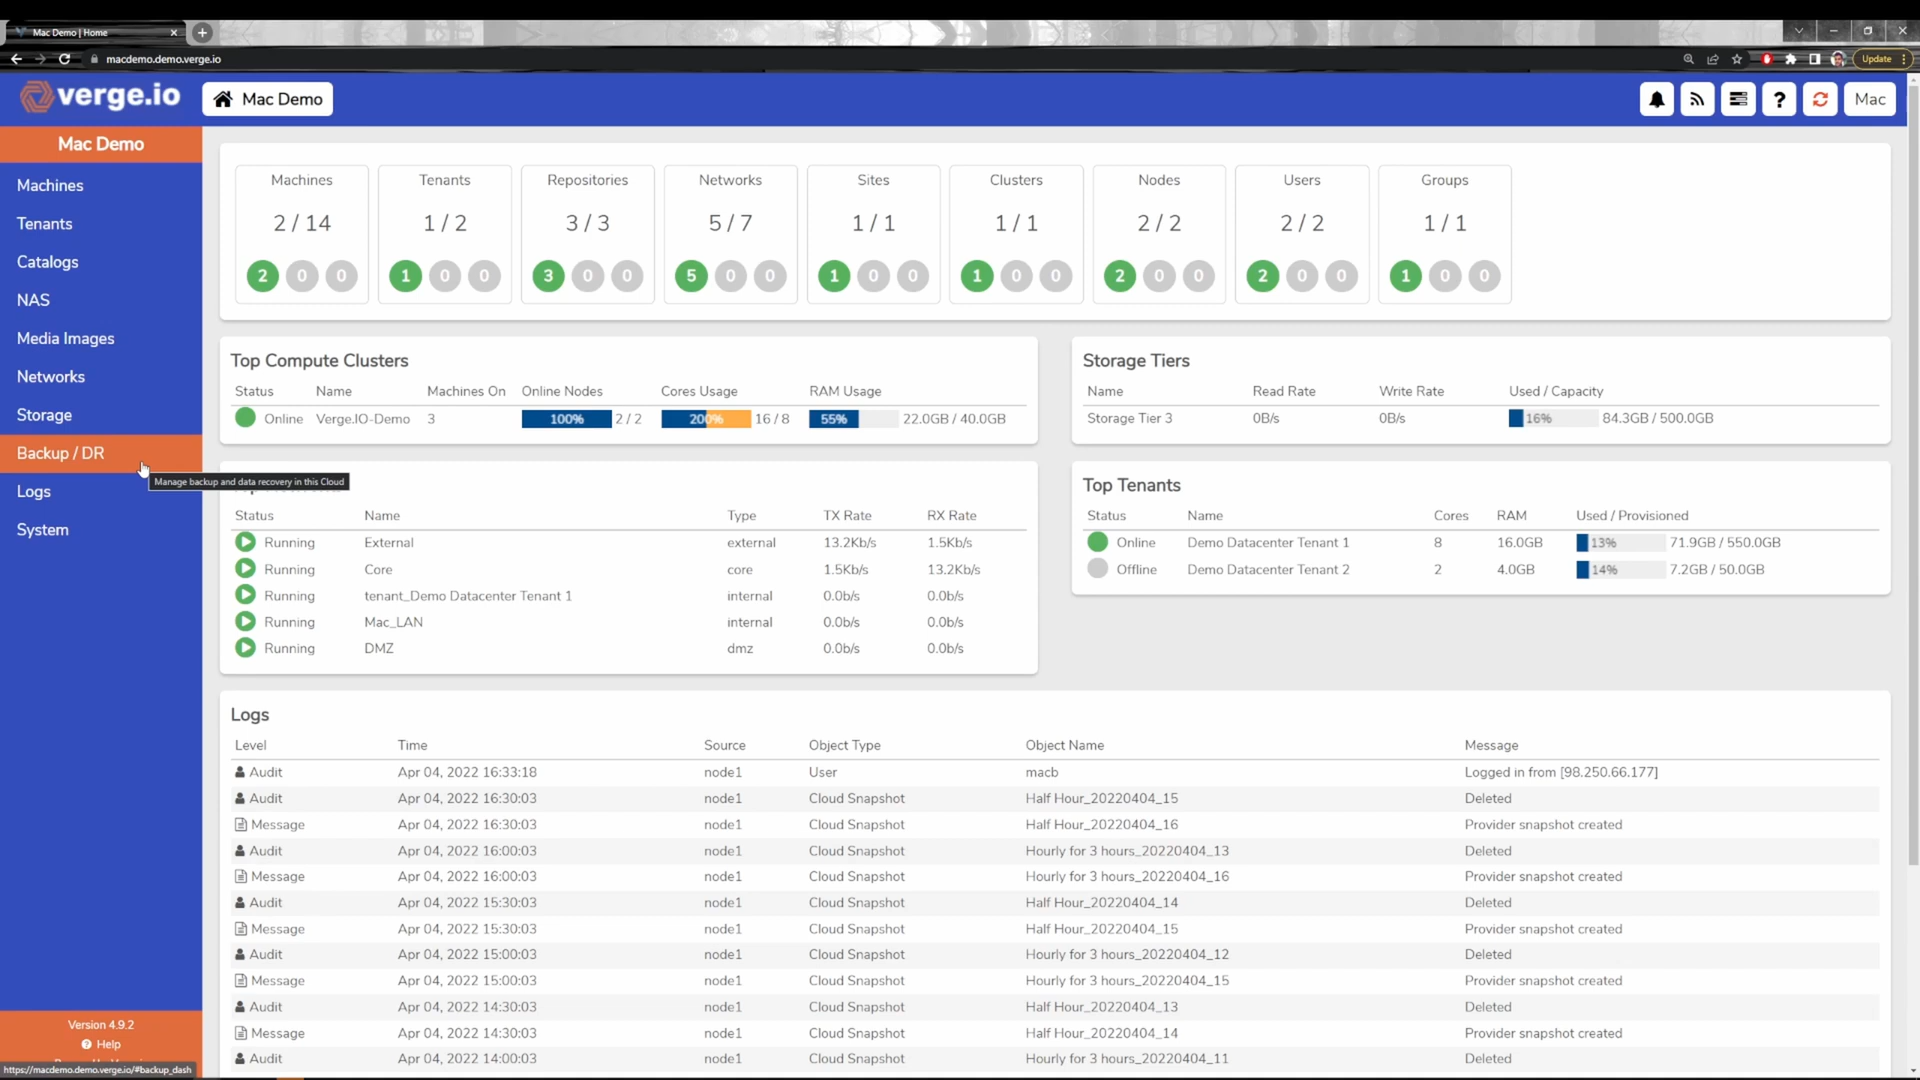 Mac Demo | Home
macdemo.demo.verge.io
Update
verge.io
Mac Demo
Mac
Mac Demo
Machines
Tenants
Catalogs
NAS
Media Images
Networks
Storage
Backup / DR
Manage backup and data recovery in this Cloud
Logs
System
Version 4.9.2
Help
https://macdemo.demo.verge.io/#backup_dash
Machines Tenants Repositories Networks Sites Clusters Nodes Users Groups
2 / 14 1 / 2 3 / 3 5 / 7 1 / 1 1 / 1 2 / 2 2 / 2 1 / 1
2 0 0 1 0 0 3 0 0 5 0 0 1 0 0 1 0 0 2 0 0 2 0 0 1 0 0
Top Compute Clusters
Status Name Machines On Online Nodes Cores Usage RAM Usage
Online Verge.IO-Demo 3 100% 2 / 2 200% 16 / 8 55% 22.0GB / 40.0GB
Storage Tiers
Name Read Rate Write Rate Used / Capacity
Storage Tier 3 0B/s 0B/s 16% 84.3GB / 500.0GB
Status Name Type TX Rate RX Rate
Running External external 13.2Kb/s 1.5Kb/s
Running Core core 1.5Kb/s 13.2Kb/s
Running tenant_Demo Datacenter Tenant 1 internal 0.0b/s 0.0b/s
Running Mac_LAN internal 0.0b/s 0.0b/s
Running DMZ dmz 0.0b/s 0.0b/s
Top Tenants
Status Name Cores RAM Used / Provisioned
Online Demo Datacenter Tenant 1 8 16.0GB 13% 71.9GB / 550.0GB
Offline Demo Datacenter Tenant 2 2 4.0GB 14% 7.2GB / 50.0GB
Logs
Level Time Source Object Type Object Name Message
Audit Apr 04, 2022 16:33:18 node1 User macb Logged in from [98.250.66.177]
Audit Apr 04, 2022 16:30:03 node1 Cloud Snapshot Half Hour_20220404_15 Deleted
Message Apr 04, 2022 16:30:03 node1 Cloud Snapshot Half Hour_20220404_16 Provider snapshot created
Audit Apr 04, 2022 16:00:03 node1 Cloud Snapshot Hourly for 3 hours_20220404_13 Deleted
Message Apr 04, 2022 16:00:03 node1 Cloud Snapshot Hourly for 3 hours_20220404_16 Provider snapshot created
Audit Apr 04, 2022 15:30:03 node1 Cloud Snapshot Half Hour_20220404_14 Deleted
Message Apr 04, 2022 15:30:03 node1 Cloud Snapshot Half Hour_20220404_15 Provider snapshot created
Audit Apr 04, 2022 15:00:03 node1 Cloud Snapshot Hourly for 3 hours_20220404_12 Deleted
Message Apr 04, 2022 15:00:03 node1 Cloud Snapshot Hourly for 3 hours_20220404_15 Provider snapshot created
Audit Apr 04, 2022 14:30:03 node1 Cloud Snapshot Half Hour_20220404_13 Deleted
Message Apr 04, 2022 14:30:03 node1 Cloud Snapshot Half Hour_20220404_14 Provider snapshot created
Audit Apr 04, 2022 14:00:03 node1 Cloud Snapshot Hourly for 3 hours_20220404_11 Deleted